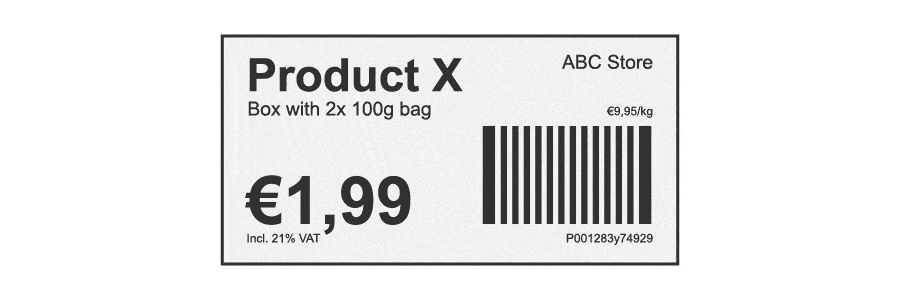 Product X
Box with 2x 100g bag
ABC Store
€9,95/kg
€1,99
Incl. 21% VAT
P001283y74929